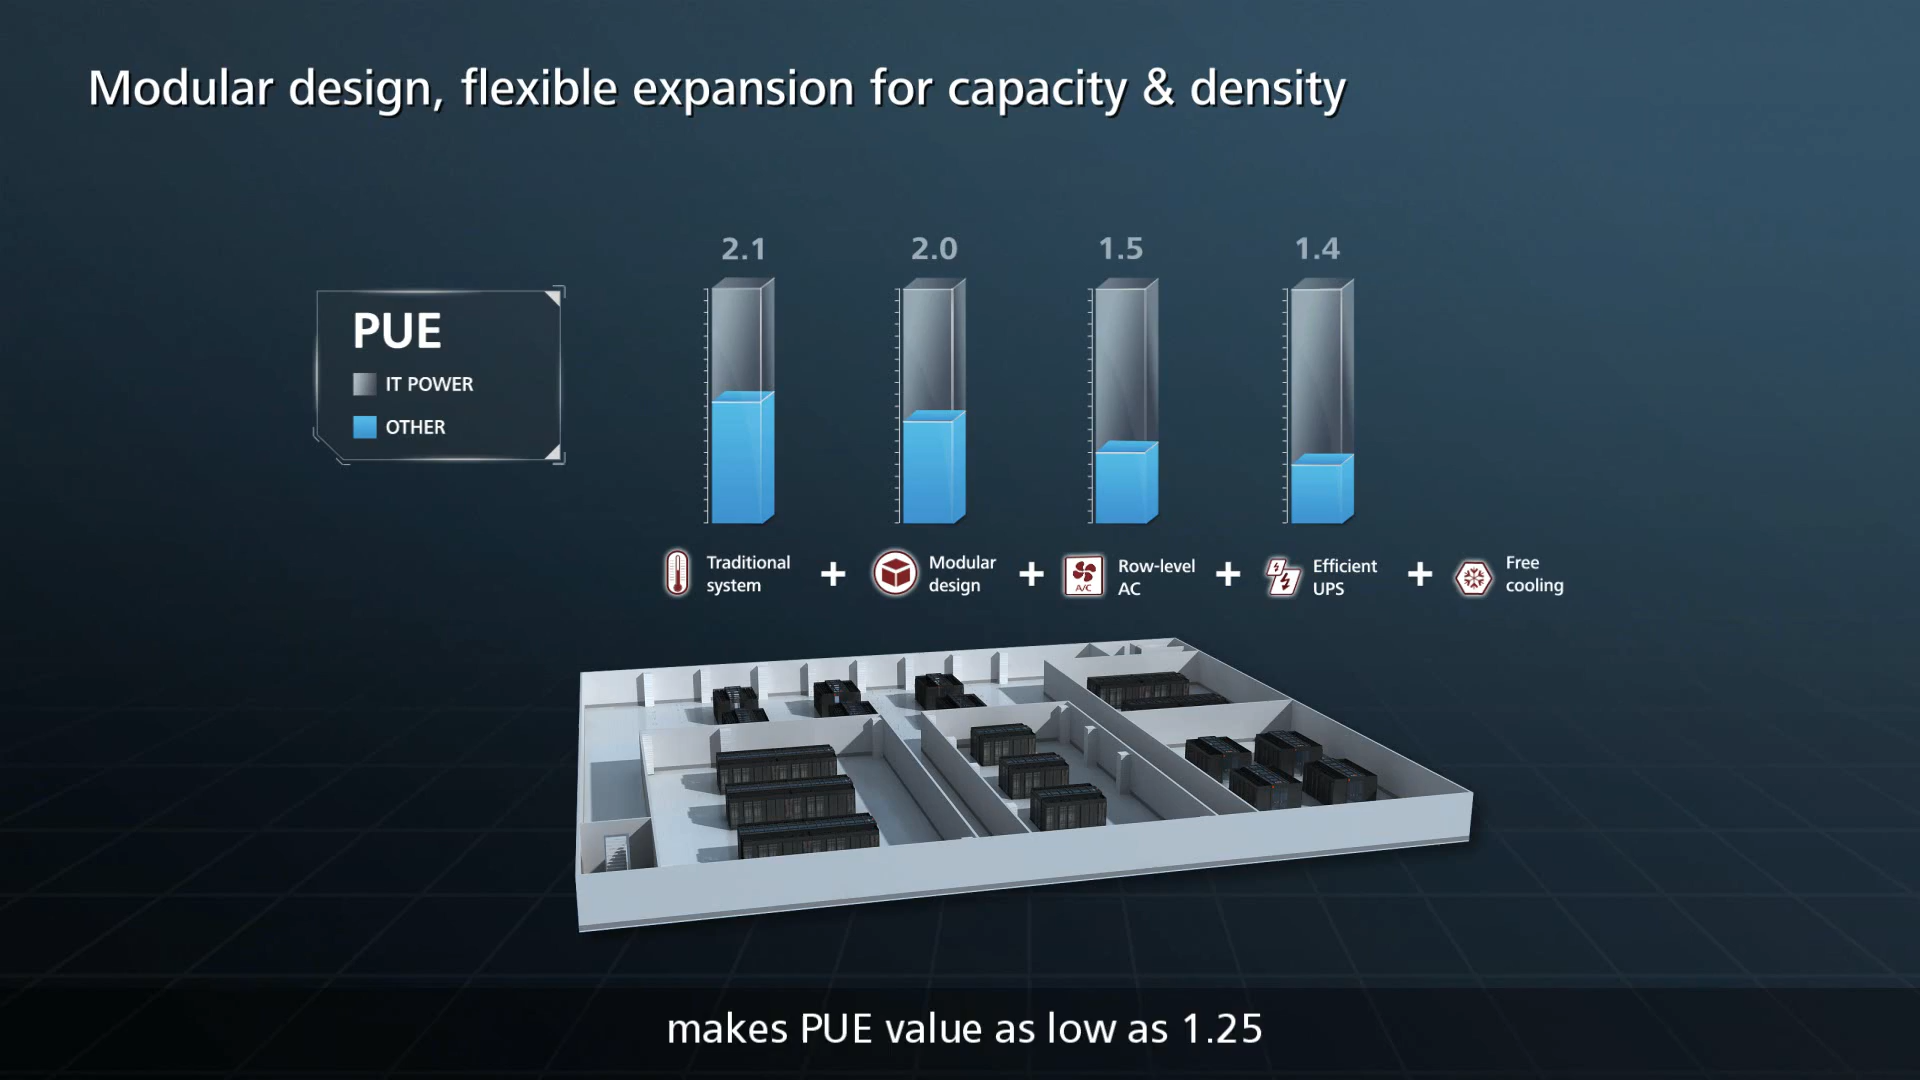 Modular design, flexible expansion for capacity & density
2.1
2.0
1.5
1.4
PUE
IT POWER
OTHER
Traditional
system
+
Modular
design
+
Row-level
AC
A/C
+
Efficient
UPS
+
Free
cooling
makes PUE value as low as 1.25